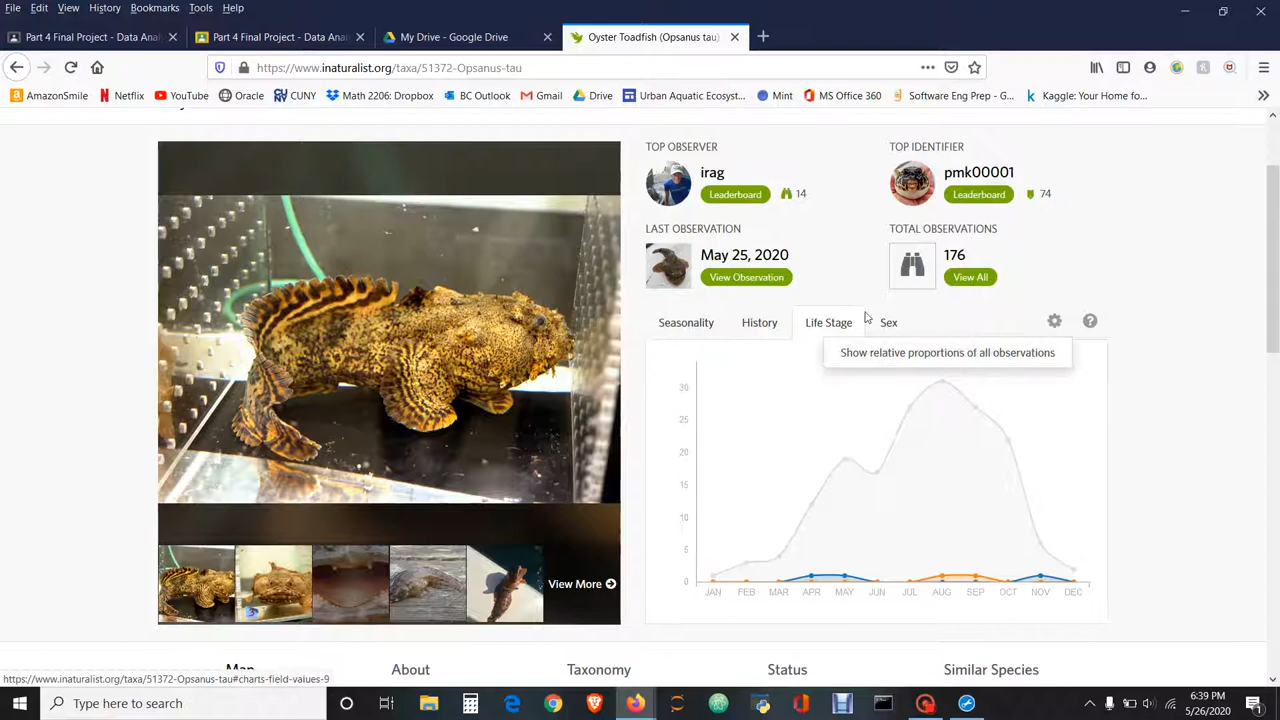 File Edit View History Bookmarks Tools Help
Part 4 Final Project - Data Anal × Part 4 Final Project - Data Anal × My Drive - Google Drive × Oyster Toadfish (Opsanus tau) × +
https://www.inaturalist.org/taxa/51372-Opsanus-tau
AmazonSmile Netflix YouTube Oracle CUNY Math 2206: Dropbox BC Outlook Gmail Drive Urban Aquatic Ecosyst... Mint MS Office 360 Software Eng Prep - G... Kaggle: Your Home fo...
TOP OBSERVER TOP IDENTIFIER
irag pmk00001
Leaderboard 14 Leaderboard 74
LAST OBSERVATION TOTAL OBSERVATIONS
May 25, 2020 176
View Observation View All
Seasonality History Life Stage Sex
Show relative proportions of all observations
30
25
20
15
10
5
0
JAN FEB MAR APR MAY JUN JUL AUG SEP OCT NOV DEC
View More
Map About Taxonomy Status Similar Species
https://www.inaturalist.org/taxa/51372-Opsanus-tau#charts-field-values-9
Type here to search
6:39 PM
5/26/2020